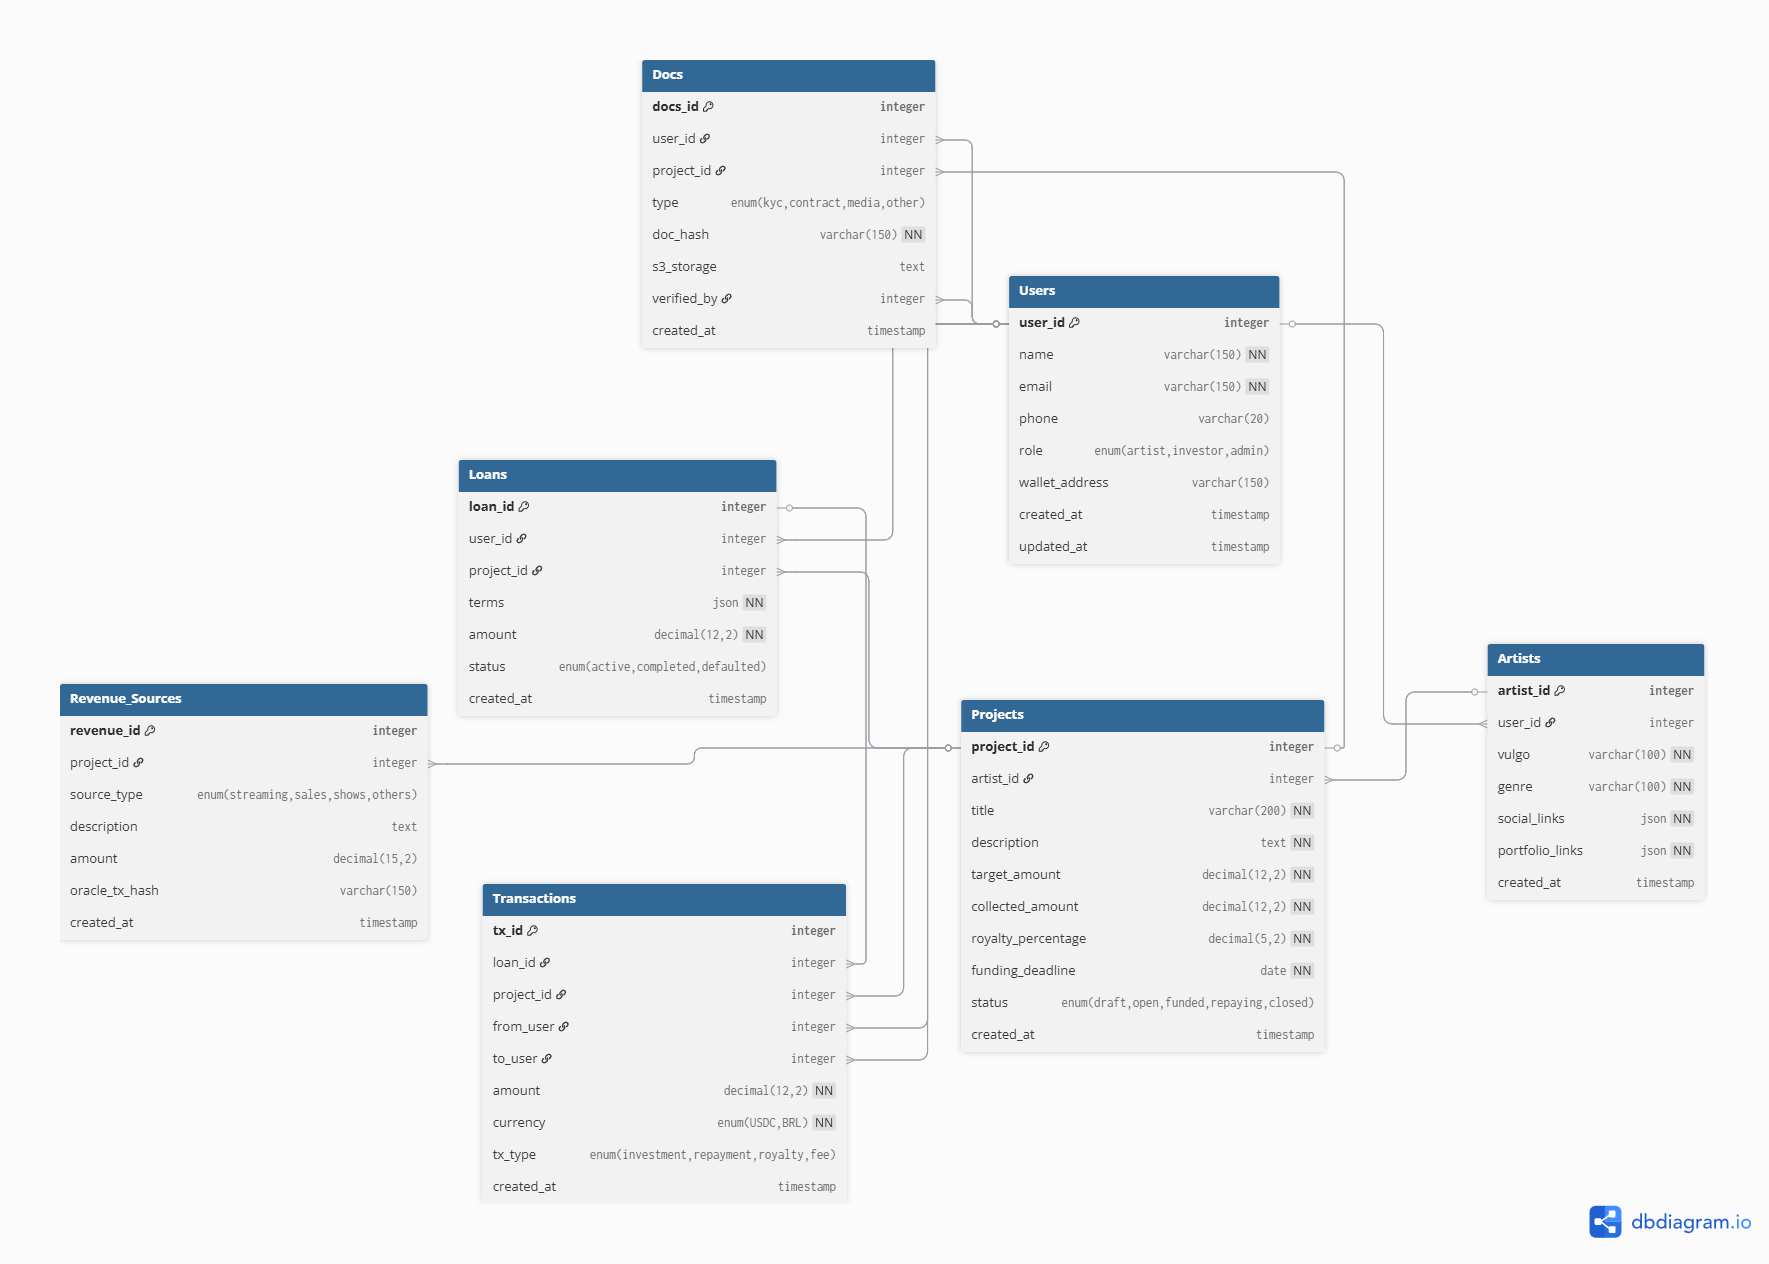 Docs
docs_id integer
user_id integer
project_id integer
type enum(kyc,contract,media,other)
doc_hash varchar(150) NN
s3_storage text
verified_by integer
created_at timestamp
Users
user_id integer
name varchar(150) NN
email varchar(150) NN
phone varchar(20)
role enum(artist,investor,admin)
wallet_address varchar(150)
created_at timestamp
updated_at timestamp
Loans
loan_id integer
user_id integer
project_id integer
terms json NN
amount decimal(12,2) NN
status enum(active,completed,defaulted)
created_at timestamp
Artists
artist_id integer
user_id integer
vulgo varchar(100) NN
genre varchar(100) NN
social_links json NN
portfolio_links json NN
created_at timestamp
Revenue_Sources
revenue_id integer
project_id integer
source_type enum(streaming,sales,shows,others)
description text
amount decimal(15,2)
oracle_tx_hash varchar(150)
created_at timestamp
Projects
project_id integer
artist_id integer
title varchar(200) NN
description text NN
target_amount decimal(12,2) NN
collected_amount decimal(12,2) NN
royalty_percentage decimal(5,2) NN
funding_deadline date NN
status enum(draft,open,funded,repaying,closed)
created_at timestamp
Transactions
tx_id integer
loan_id integer
project_id integer
from_user integer
to_user integer
amount decimal(12,2) NN
currency enum(USDC,BRL) NN
tx_type enum(investment,repayment,royalty,fee)
created_at timestamp
dbdiagram.io